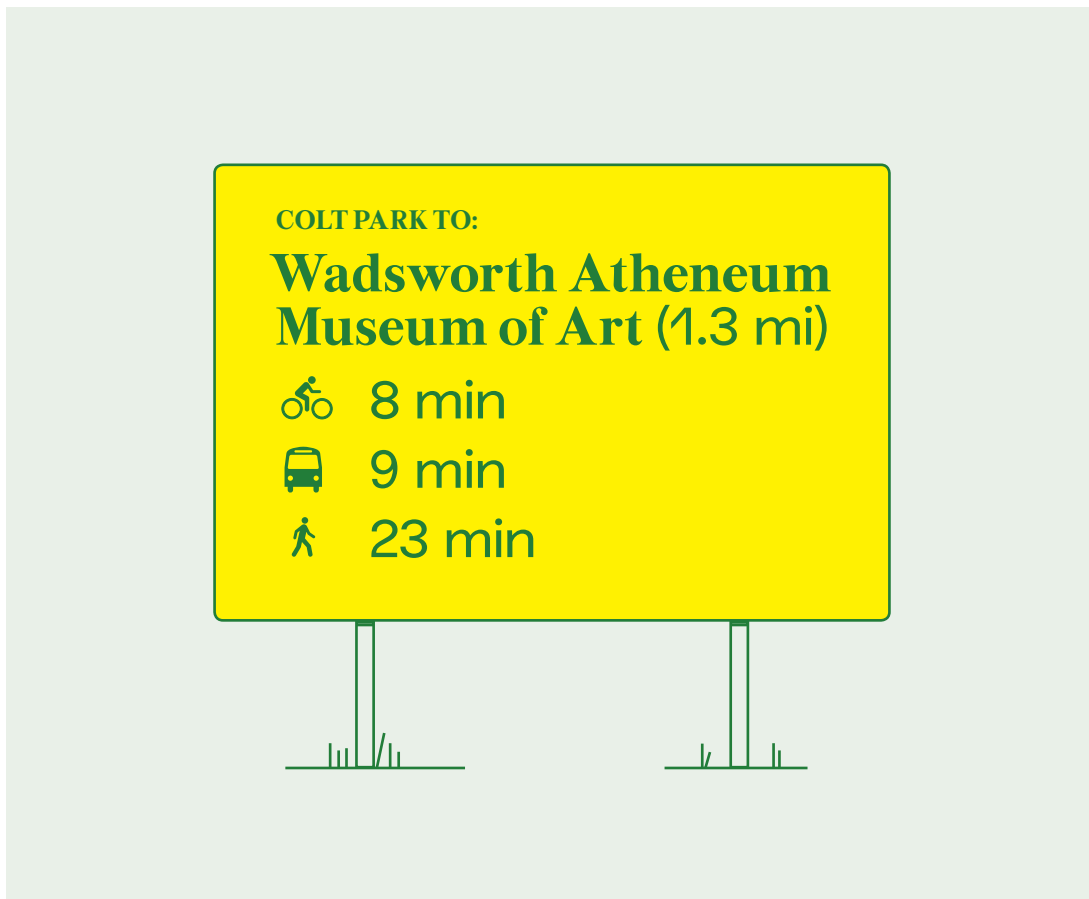 COLT PARK TO:
Wadsworth Atheneum
Museum of Art (1.3 mi)
8 min
9 min
23 min